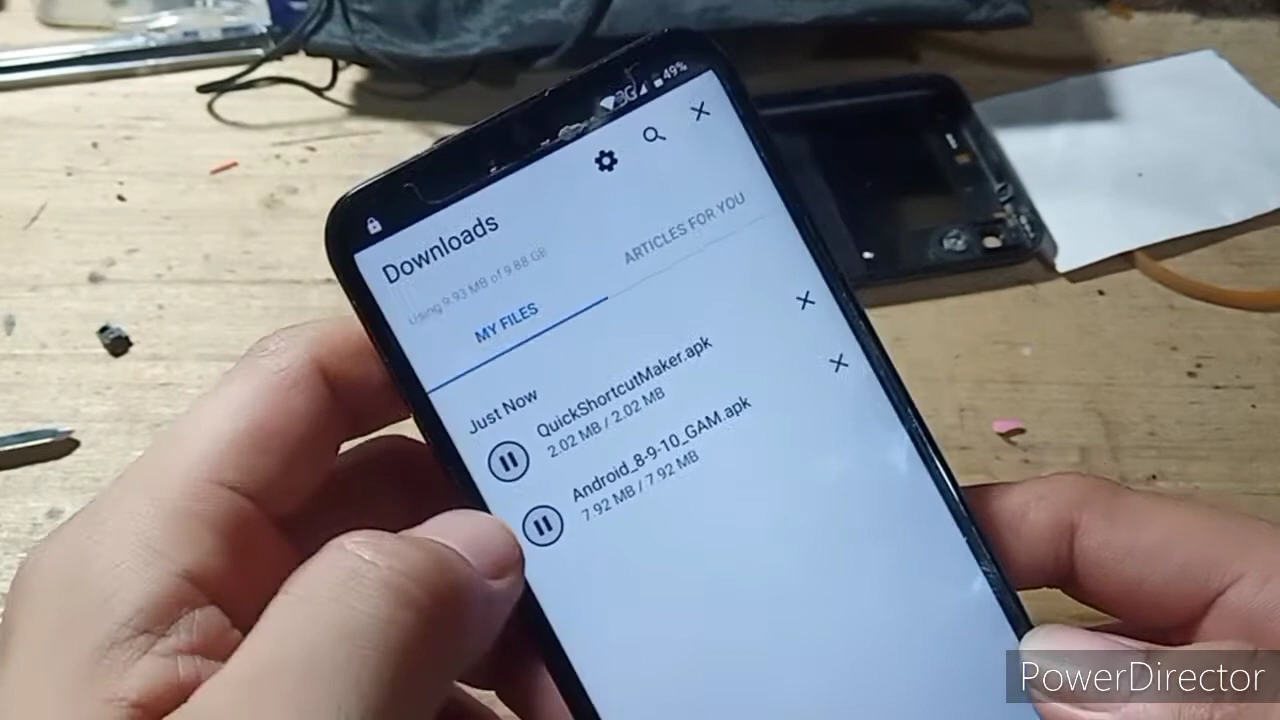 3G 49%
Downloads
Using 9.93 MB of 9.88 GB
MY FILES ARTICLES FOR YOU
Just Now
QuickShortcutMaker.apk
2.02 MB / 2.02 MB
Android_8-9-10_GAM.apk
7.92 MB / 7.92 MB
PowerDirector